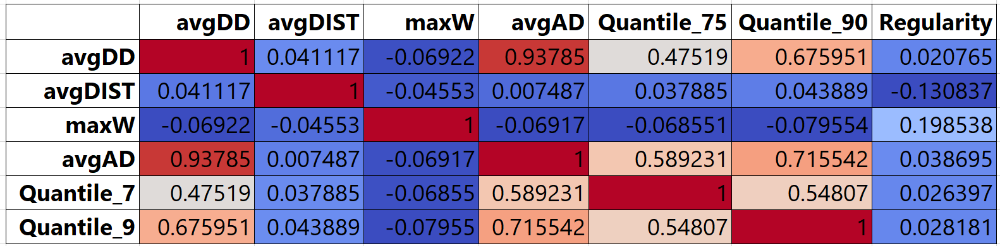 avgDD avgDIST maxW avgAD Quantile_75 Quantile_90 Regularity
avgDD 1 0.041117 -0.06922 0.93785 0.47519 0.675951 0.020765
avgDIST 0.041117 1 -0.04553 0.007487 0.037885 0.043889 -0.130837
maxW -0.06922 -0.04553 1 -0.06917 -0.068551 -0.079554 0.198538
avgAD 0.93785 0.007487 -0.06917 1 0.589231 0.715542 0.038695
Quantile_7 0.47519 0.037885 -0.06855 0.589231 1 0.54807 0.026397
Quantile_9 0.675951 0.043889 -0.07955 0.715542 0.54807 1 0.028181